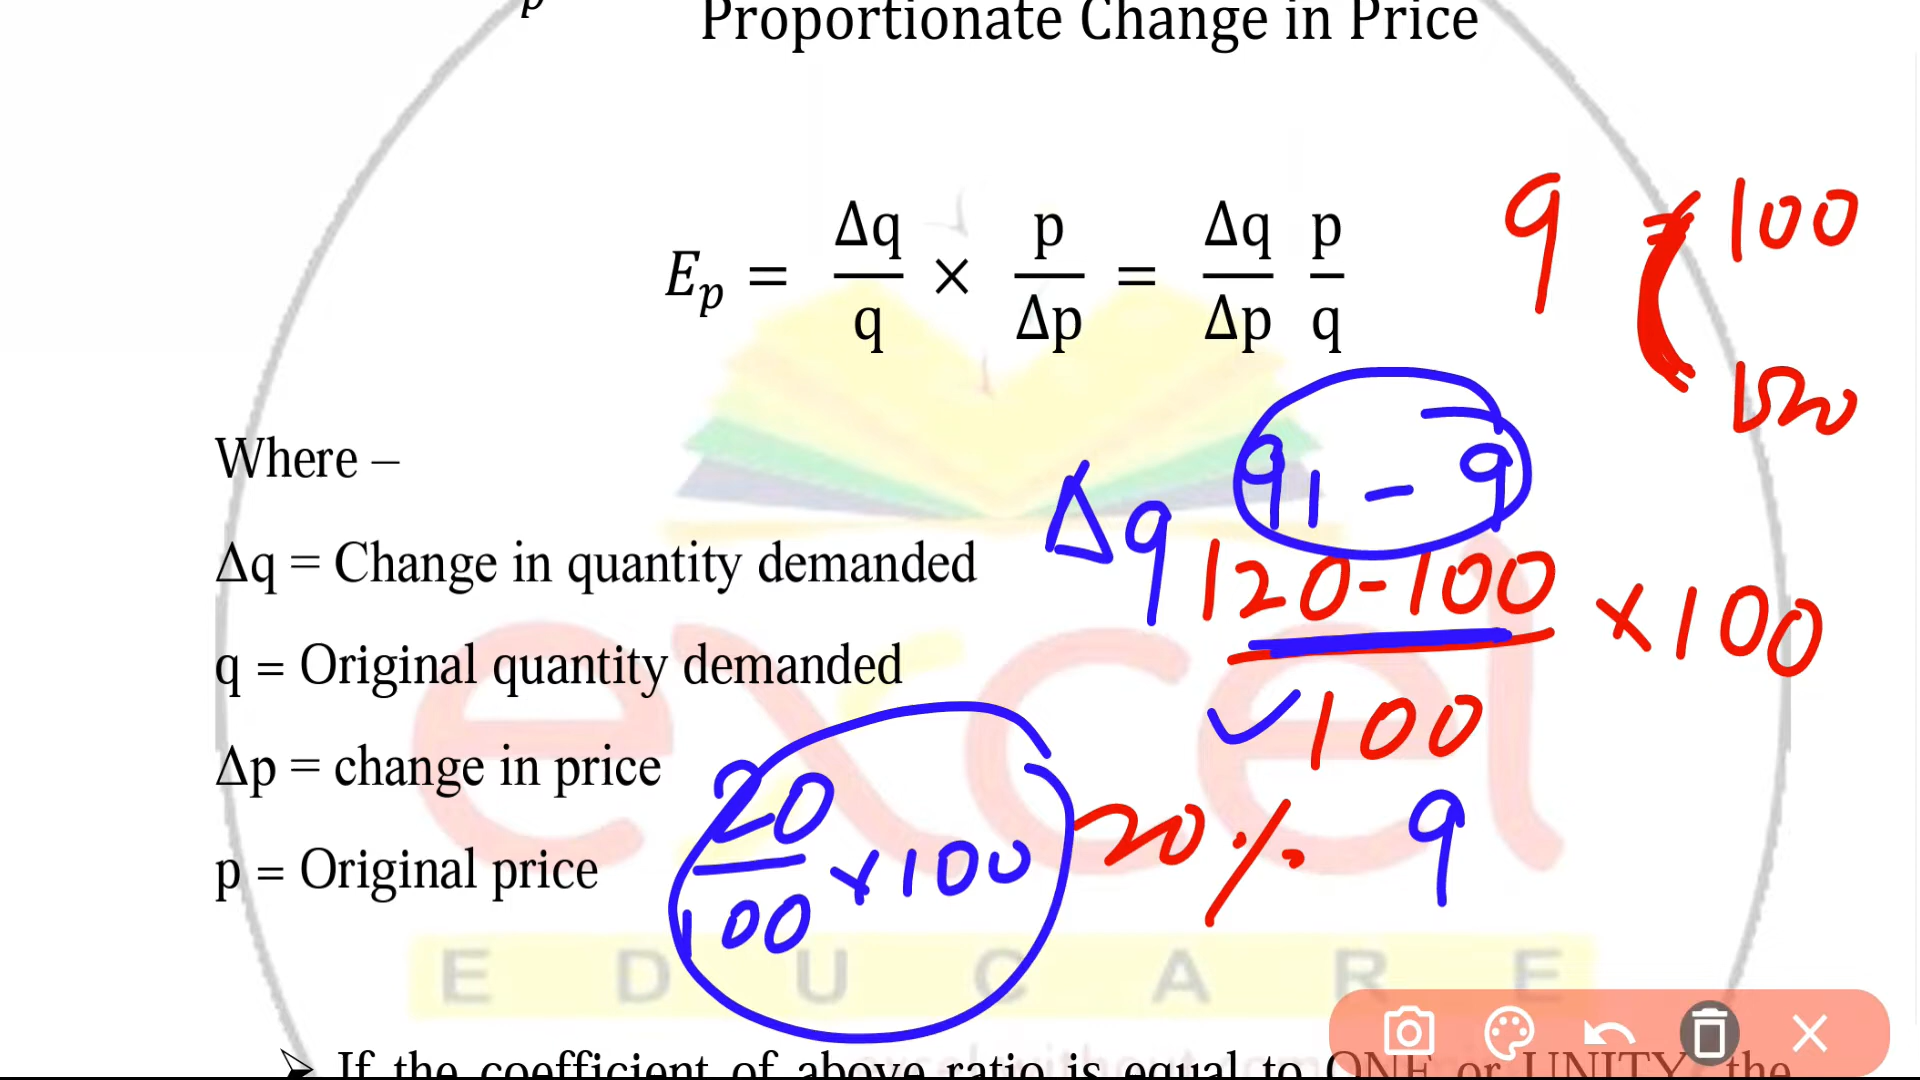 p
Proportionate Change in Price
Eₚ = Δq/q × p/Δp = Δq/Δp p/q
q
100
120
Where –
q1 - q
Δq
Δq = Change in quantity demanded
120-100
×100
q = Original quantity demanded
100
Δp = change in price
20
20%
q
×100
p = Original price
100
excel
EDUCARE
➢ If the coefficient of above ratio is equal to ONE or UNITY, the